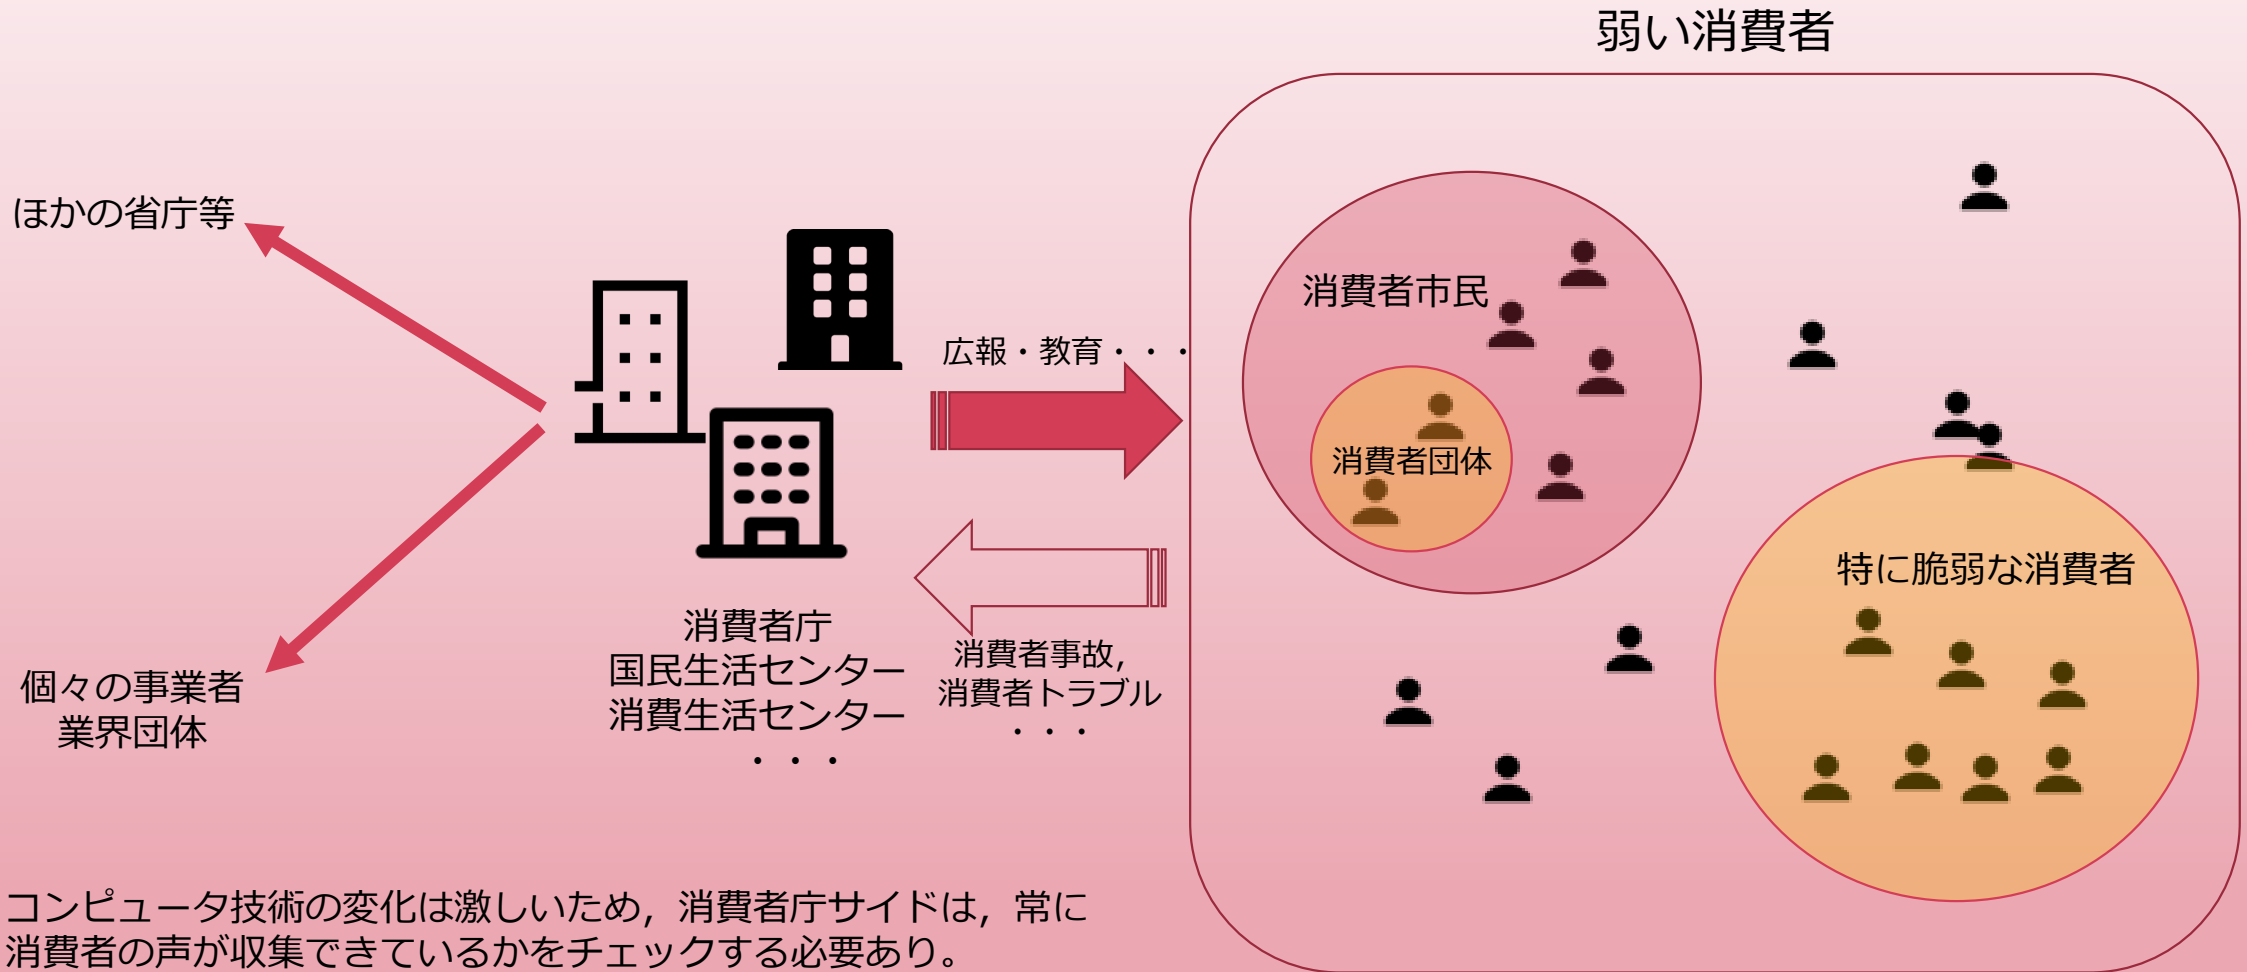 弱い消費者
ほかの省庁等
消費者市民
広報・教育・・・
消費者団体
特に脆弱な消費者
消費者庁
国民生活センター
消費生活センター
・・・
消費者事故,
消費者トラブル
・・・
個々の事業者
業界団体
コンピュータ技術の変化は激しいため，消費者庁サイドは，常に
消費者の声が収集できているかをチェックする必要あり。